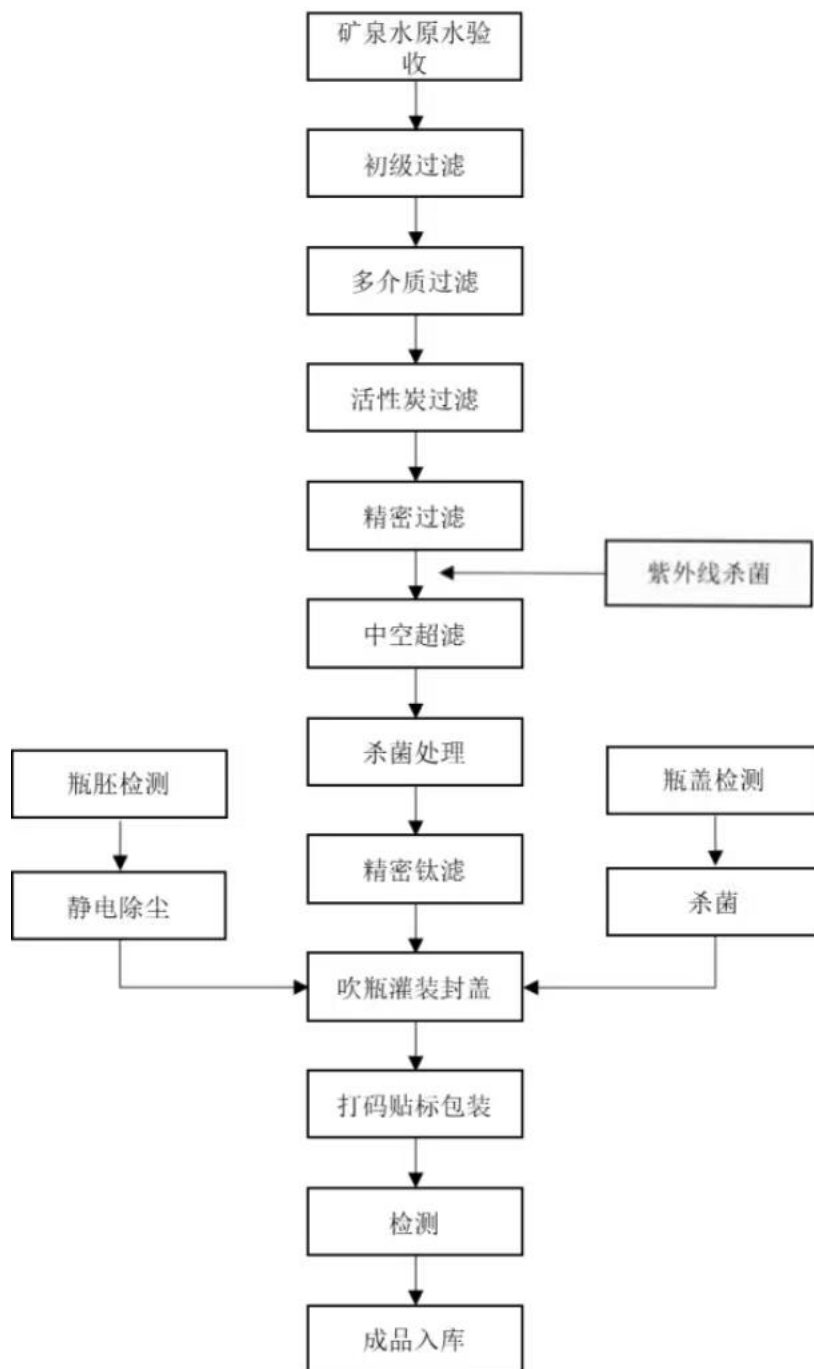 矿泉水原水验
收
初级过滤
多介质过滤
活性炭过滤
精密过滤
紫外线杀菌
中空超滤
杀菌处理
瓶胚检测
瓶盖检测
精密钛滤
静电除尘
杀菌
吹瓶灌装封盖
打码贴标包装
检测
成品入库